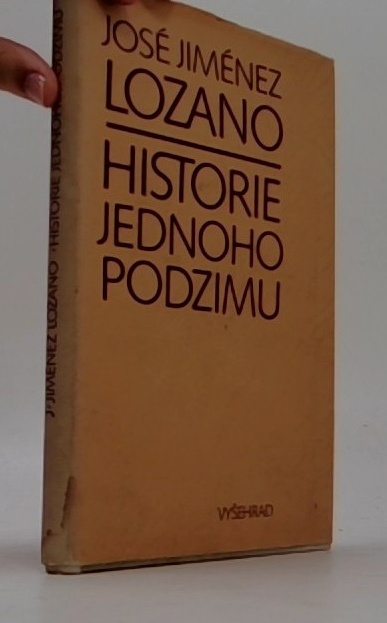 JOSÉ JIMÉNEZ
LOZANO
HISTORIE
JEDNOHO
PODZIMU
VYŠEHRAD
J. JIMÉNEZ LOZANO · HISTORIE JEDNOHO PODZIMU